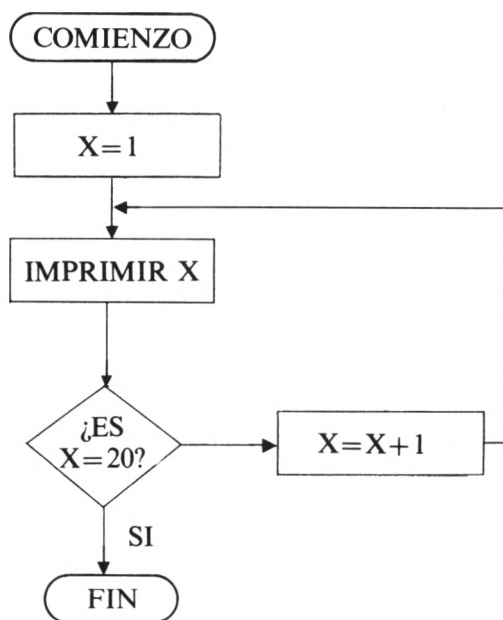 COMIENZO
X=1
IMPRIMIR X
¿ES
X=20?
X=X+1
SI
FIN